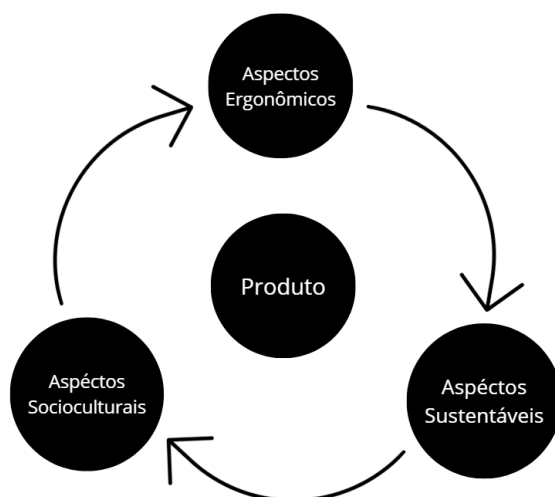 Aspectos
Ergonômicos
Produto
Aspéctos
Socioculturais
Aspéctos
Sustentáveis